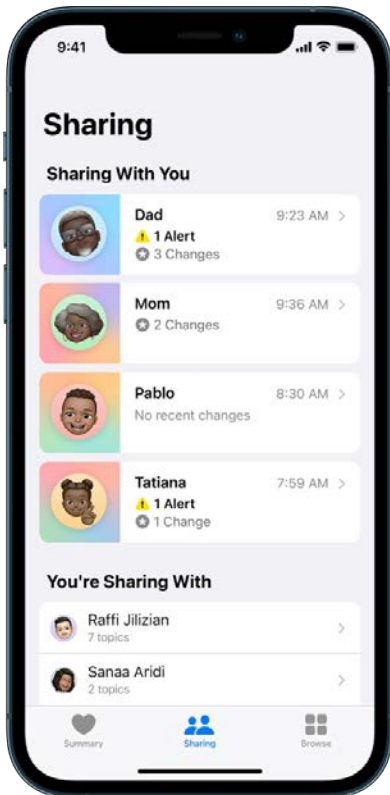 9:41
Sharing
Sharing With You
Dad 9:23 AM
1 Alert
3 Changes
Mom 9:36 AM
2 Changes
Pablo 8:30 AM
No recent changes
Tatiana 7:59 AM
1 Alert
1 Change
You're Sharing With
Raffi Jilizian
7 topics
Sanaa Aridi
2 topics
Summary Sharing Browse